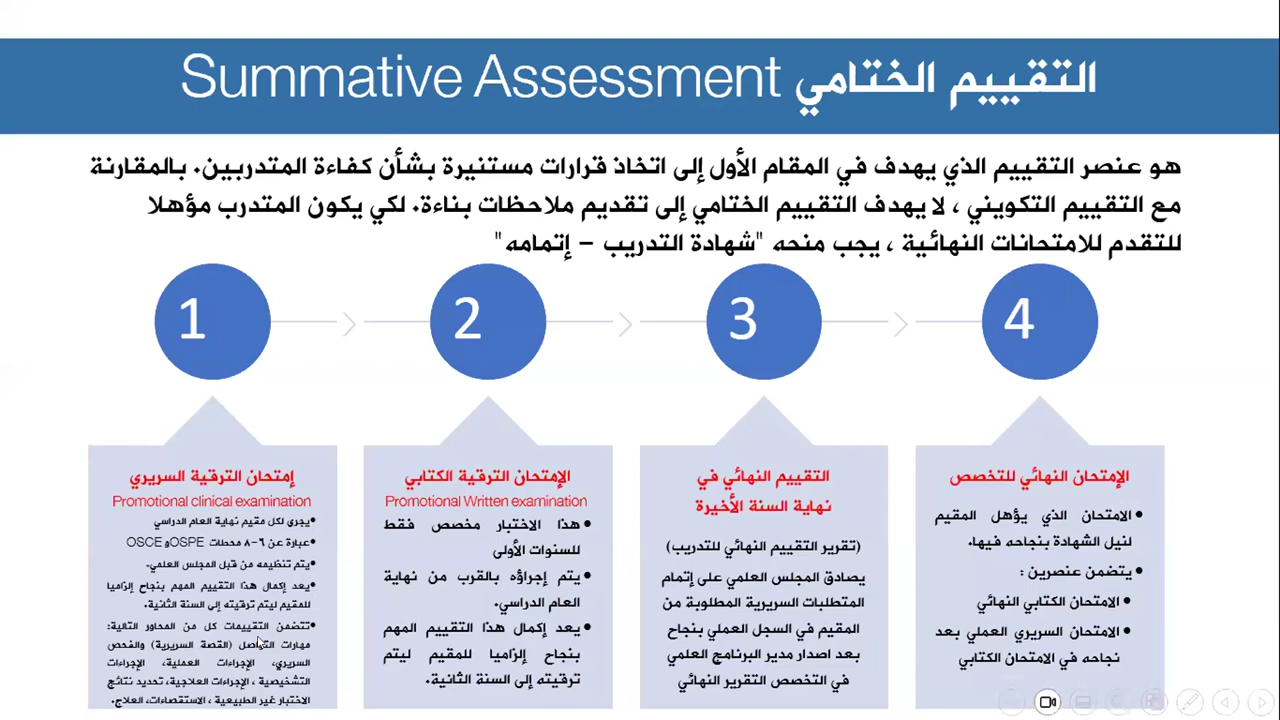 التقييم الختامي Summative Assessment
هو عنصر التقييم الذي يهدف في المقام الأول إلى اتخاذ قرارات مستنيرة بشأن كفاءة المتدربين. بالمقارنة
مع التقييم التكويني ، لا يهدف التقييم الختامي إلى تقديم ملاحظات بناءة. لكي يكون المتدرب مؤهلا
للتقدم للامتحانات النهائية ، يجب منحه "شهادة التدريب – إتمامه"
1
2
3
4
إمتحان الترقية السريري
Promotional clinical examination
•يجرى لكل مقيم نهاية العام الدراسي
•عبارة عن ٦-٨ محطات OSPE وOSCE
•يتم تنظيمه من قبل المجلس العلمي.
•يعد إكمال هذا التقييم المهم بنجاح إلزاميا
للمقيم ليتم ترقيته إلى السنة الثانية.
•تتضمن التقييمات كل من المحاور التالية:
مهارات التواصل (القصة السريرية) والفحص
السريري، الإجراءات العملية، الإجراءات
التشخيصية ، الإجراءات العلاجية، تحديد نتائج
الاختبار غير الطبيعية ، الاستقصاءات، العلاج.
الإمتحان الترقية الكتابي
Promotional Written examination
•هذا الاختبار مخصص فقط
للسنوات الأولى
•يتم إجراؤه بالقرب من نهاية
العام الدراسي.
•يعد إكمال هذا التقييم المهم
بنجاح إلزاميا للمقيم ليتم
ترقيته إلى السنة الثانية.
التقييم النهائي في
نهاية السنة الأخيرة
(تقرير التقييم النهائي للتدريب)
يصادق المجلس العلمي على إتمام
المتطلبات السريرية المطلوبة من
المقيم في السجل العملي بنجاح
بعد اصدار مدير البرنامج العلمي
في التخصص التقرير النهائي
الإمتحان النهائي للتخصص
•الامتحان الذي يؤهل المقيم
لنيل الشهادة بنجاحه فيها.
•يتضمن عنصرين :
•الامتحان الكتابي النهائي
•الامتحان السريري العملي بعد
نجاحه في الامتحان الكتابي